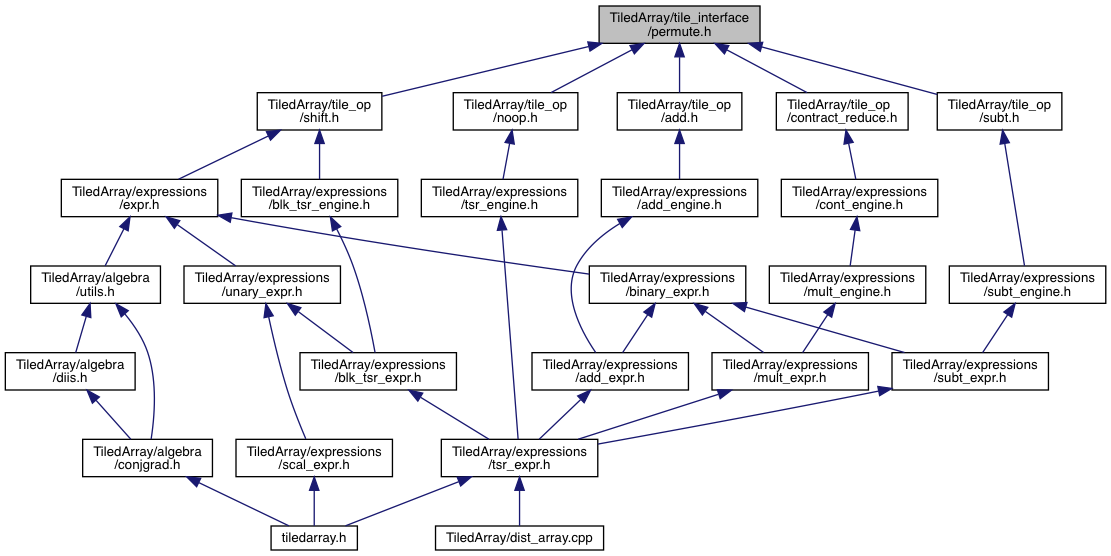 TiledArray/tile_interface
/permute.h
TiledArray/tile_op
/shift.h
TiledArray/tile_op
/noop.h
TiledArray/tile_op
/add.h
TiledArray/tile_op
/contract_reduce.h
TiledArray/tile_op
/subt.h
TiledArray/expressions
/expr.h
TiledArray/expressions
/blk_tsr_engine.h
TiledArray/expressions
/tsr_engine.h
TiledArray/expressions
/add_engine.h
TiledArray/expressions
/cont_engine.h
TiledArray/algebra
/utils.h
TiledArray/expressions
/unary_expr.h
TiledArray/expressions
/binary_expr.h
TiledArray/expressions
/mult_engine.h
TiledArray/expressions
/subt_engine.h
TiledArray/algebra
/diis.h
TiledArray/expressions
/blk_tsr_expr.h
TiledArray/expressions
/add_expr.h
TiledArray/expressions
/mult_expr.h
TiledArray/expressions
/subt_expr.h
TiledArray/algebra
/conjgrad.h
TiledArray/expressions
/scal_expr.h
TiledArray/expressions
/tsr_expr.h
tiledarray.h
TiledArray/dist_array.cpp